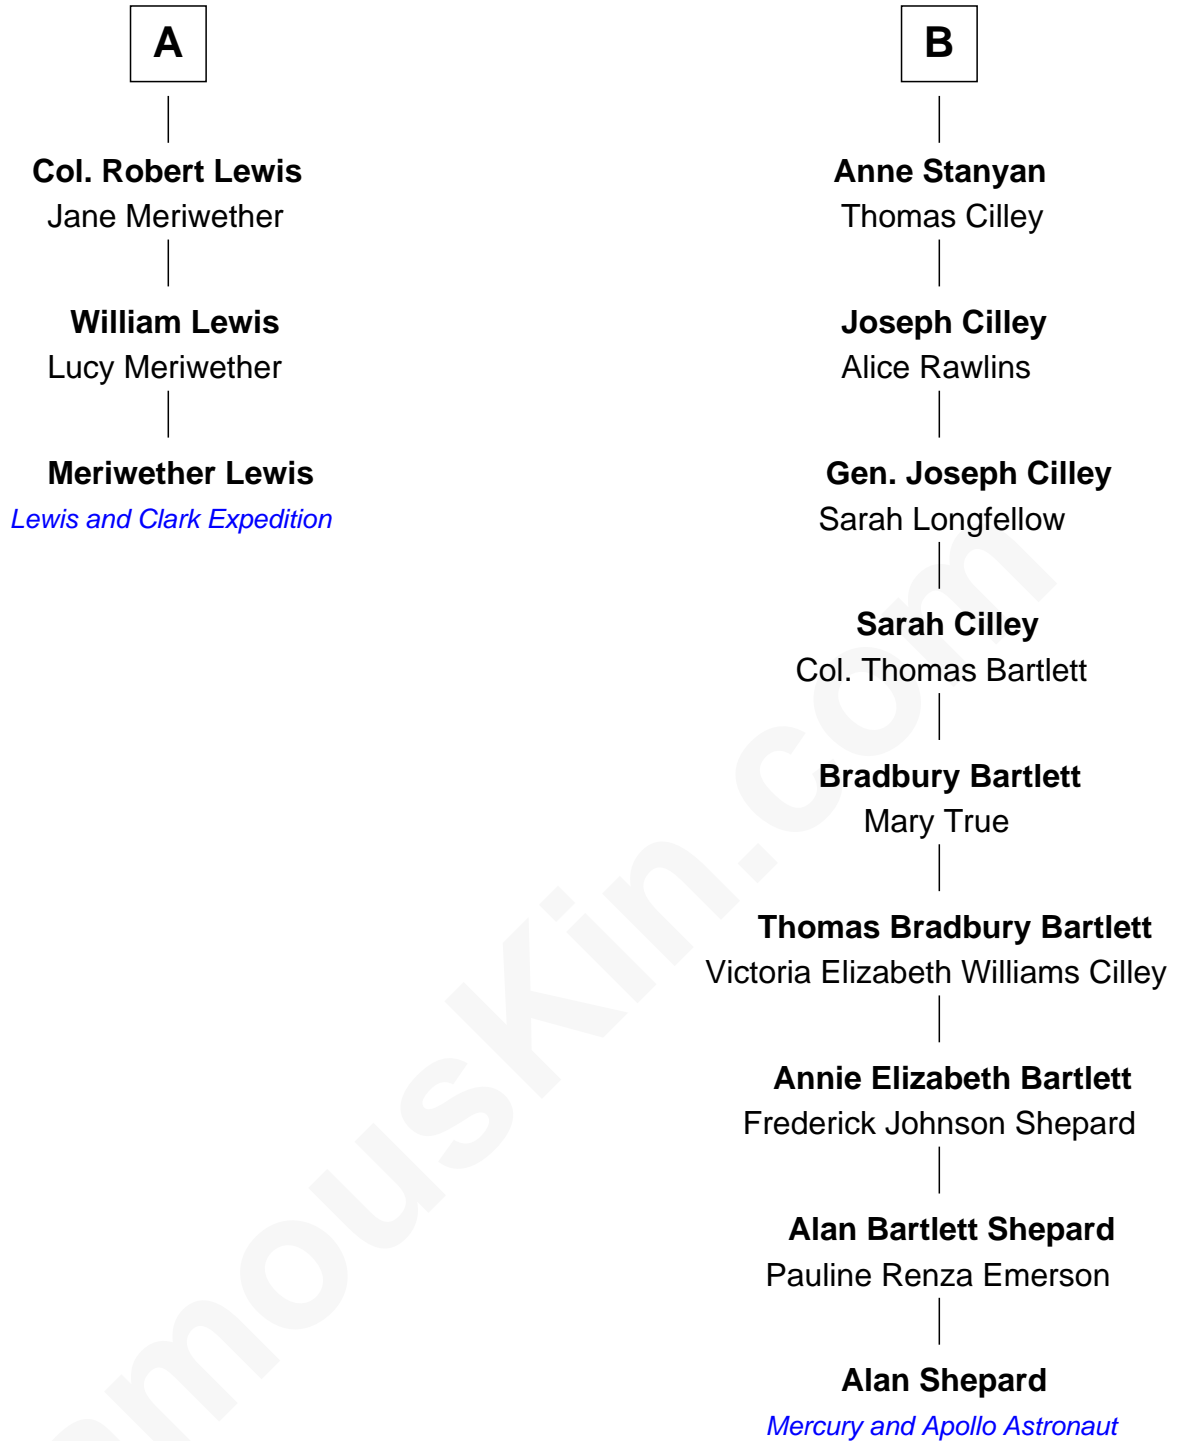 A
Col. Robert Lewis
Jane Meriwether
William Lewis
Lucy Meriwether
Meriwether Lewis
Lewis and Clark Expedition
B
Anne Stanyan
Thomas Cilley
Joseph Cilley
Alice Rawlins
Gen. Joseph Cilley
Sarah Longfellow
Sarah Cilley
Col. Thomas Bartlett
Bradbury Bartlett
Mary True
Thomas Bradbury Bartlett
Victoria Elizabeth Williams Cilley
Annie Elizabeth Bartlett
Frederick Johnson Shepard
Alan Bartlett Shepard
Pauline Renza Emerson
Alan Shepard
Mercury and Apollo Astronaut
amousKin.com